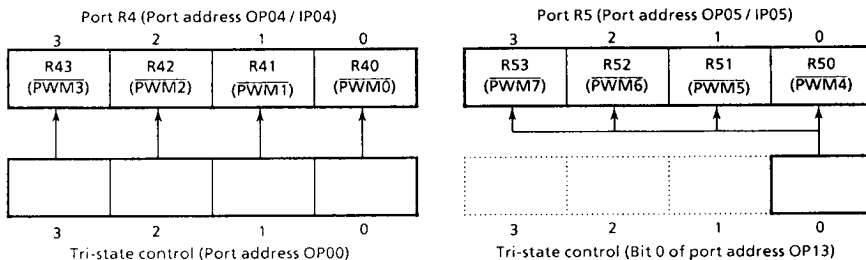 Port R4 (Port address OP04 / IP04)
3 2 1 0
R43 R42 R41 R40
(PWM3) (PWM2) (PWM1) (PWM0)
3 2 1 0
Tri-state control (Port address OP00)
Port R5 (Port address OP05 / IP05)
3 2 1 0
R53 R52 R51 R50
(PWM7) (PWM6) (PWM5) (PWM4)
3 2 1 0
Tri-state control (Bit 0 of port address OP13)